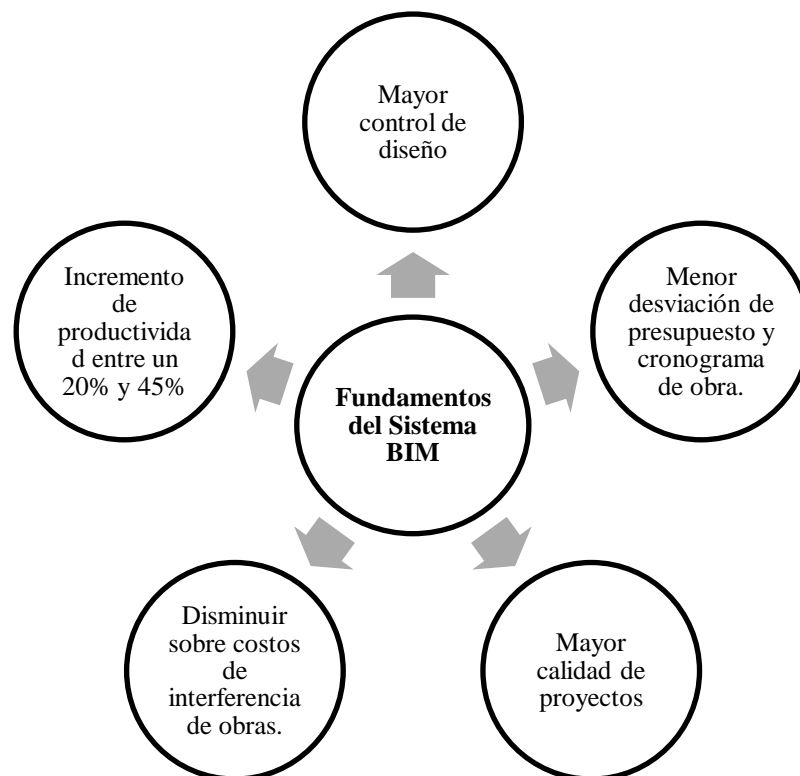 Mayor
control de
diseño
Incremento
de
productivida
d entre un
20% y 45%
Menor
desviación de
presupuesto y
cronograma
de obra.
Fundamentos
del Sistema
BIM
Disminuir
sobre costos
de
interferencia
de obras.
Mayor
calidad de
proyectos